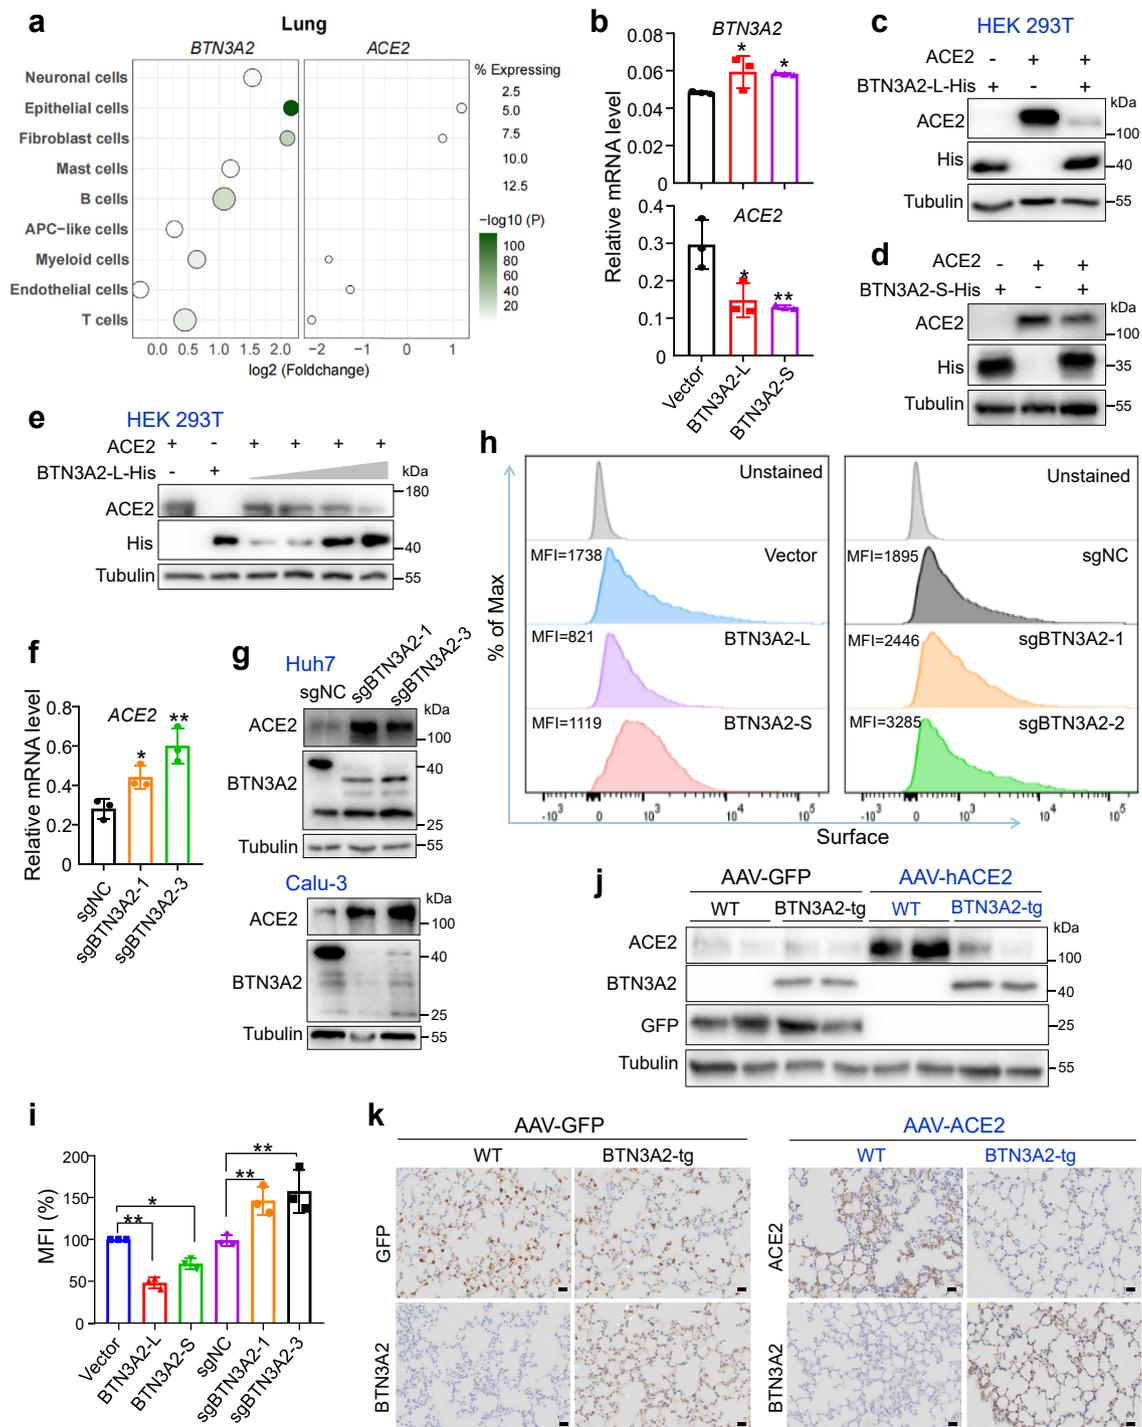 a
Lung
BTN3A2
ACE2
Neuronal cells
Epithelial cells
Fibroblast cells
Mast cells
B cells
APC−like cells
Myeloid cells
Endothelial cells
T cells
0.0 0.5 1.0 1.5 2.0
−2 −1 0 1
log2 (Foldchange)
% Expressing
2.5
5.0
7.5
10.0
12.5
−log10 (P)
100
80
60
40
20
b
BTN3A2
0.08
0.06
0.04
0.02
0
* *
Relative mRNA level
ACE2
0.4
0.3
0.2
0.1
0
* **
Vector
BTN3A2-L
BTN3A2-S
c
HEK 293T
ACE2 - + +
BTN3A2-L-His + - +
kDa
ACE2
100
His
40
Tubulin
55
d
ACE2 - + +
BTN3A2-S-His + - +
kDa
ACE2
100
His
35
Tubulin
55
e
HEK 293T
ACE2 + - + + + +
BTN3A2-L-His - +
kDa
180
ACE2
His
40
Tubulin
55
f
ACE2
Relative mRNA level
0.8
0.6
0.4
0.2
0
* **
sgNC
sgBTN3A2-1
sgBTN3A2-3
g
Huh7
sgNC
sgBTN3A2-1
sgBTN3A2-3
kDa
ACE2
100
BTN3A2
40
25
Tubulin
55
Calu-3
kDa
ACE2
100
BTN3A2
40
25
Tubulin
55
h
% of Max
Unstained
MFI=1738
Vector
MFI=821
BTN3A2-L
MFI=1119
BTN3A2-S
-10³ 0 10³ 10⁴ 10⁵
Unstained
MFI=1895
sgNC
MFI=2446
sgBTN3A2-1
MFI=3285
sgBTN3A2-2
-10³ 0 10³ 10⁴ 10⁵
Surface
i
MFI (%)
200
150
100
50
0
** * ** **
Vector
BTN3A2-L
BTN3A2-S
sgNC
sgBTN3A2-1
sgBTN3A2-3
j
AAV-GFP
AAV-hACE2
WT
BTN3A2-tg
WT
BTN3A2-tg
kDa
ACE2
100
BTN3A2
40
GFP
25
Tubulin
55
k
AAV-GFP
AAV-ACE2
WT
BTN3A2-tg
WT
BTN3A2-tg
GFP
ACE2
BTN3A2
BTN3A2